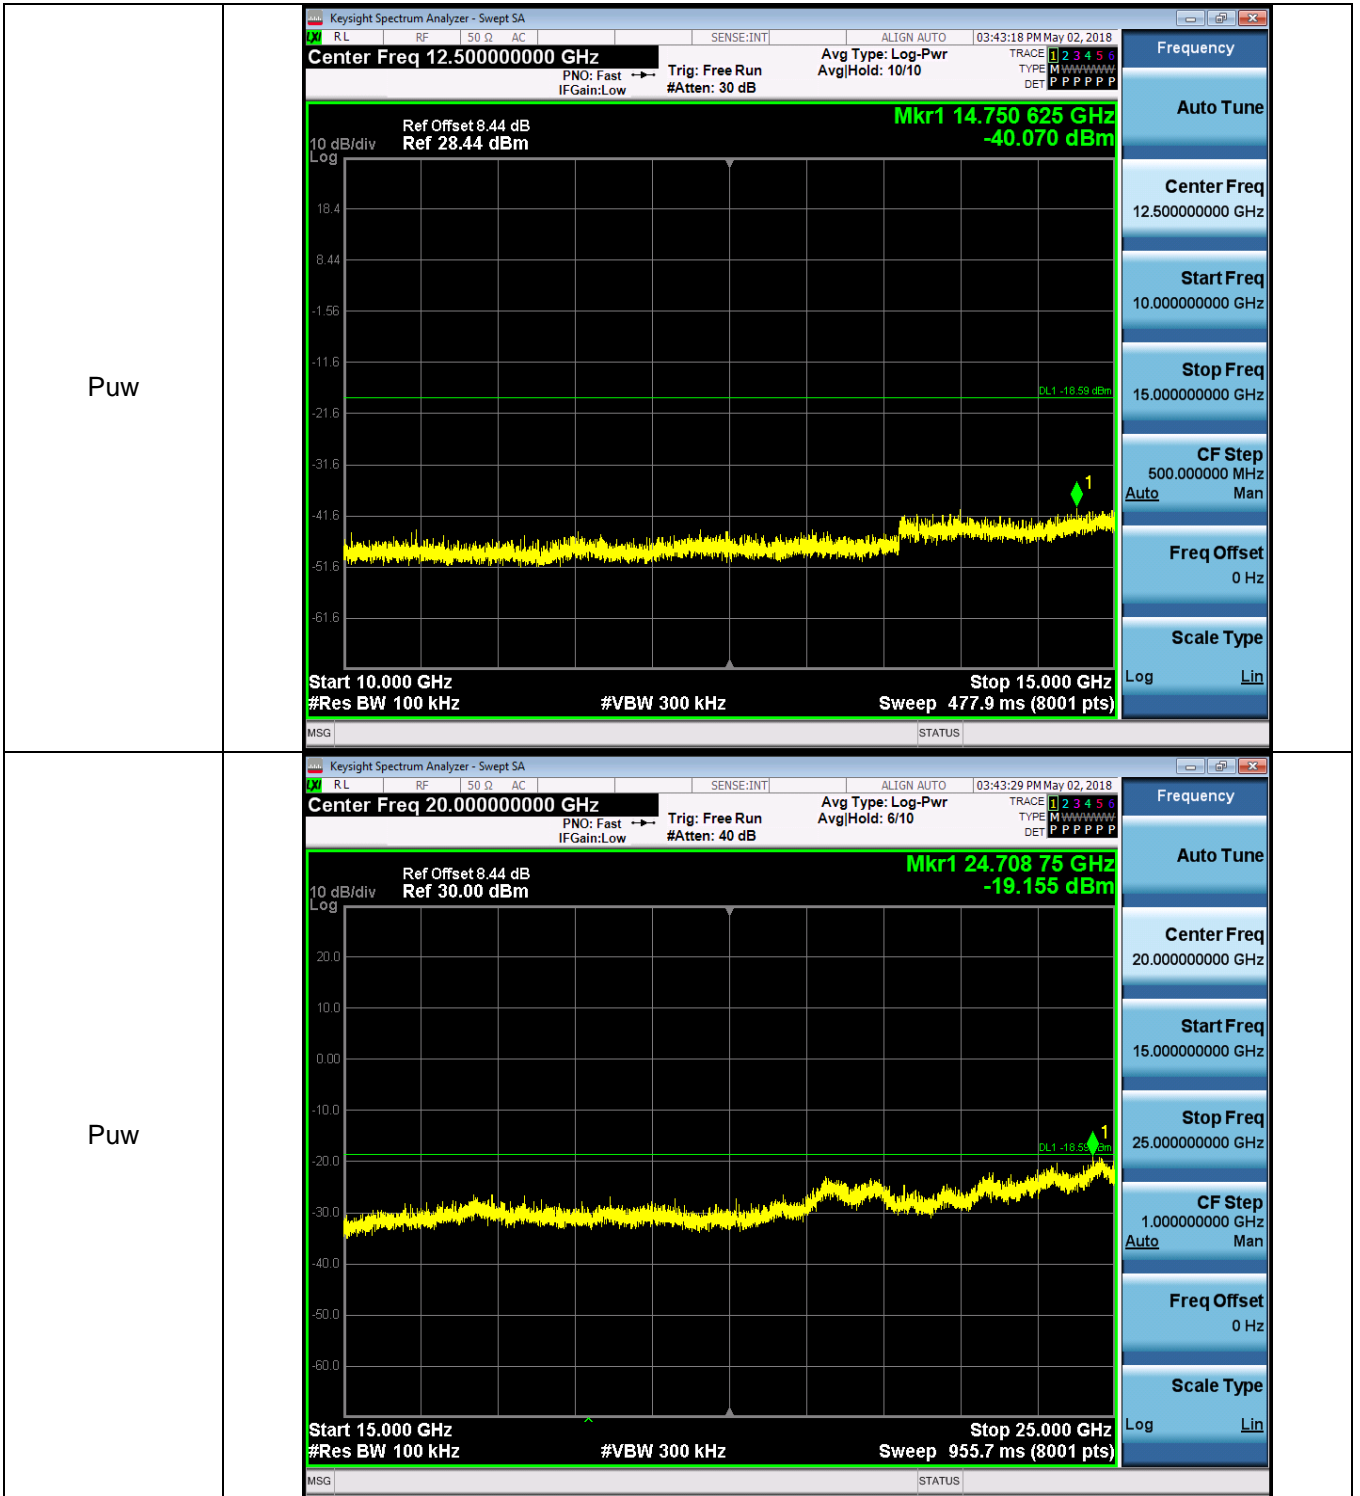 Puw
Keysight Spectrum Analyzer - Swept SA
LXI RL RF 50 Ω AC SENSE:INT ALIGN AUTO 03:43:18 PM May 02, 2018
Center Freq 12.500000000 GHz
PNO: Fast
IFGain:Low
Trig: Free Run
#Atten: 30 dB
Avg Type: Log-Pwr
Avg|Hold: 10/10
TRACE 1 2 3 4 5 6
TYPE M WWWWW
DET P P P P P P
Mkr1 14.750 625 GHz
-40.070 dBm
Ref Offset 8.44 dB
10 dB/div Ref 28.44 dBm
Log
18.4
8.44
-1.56
-11.6
DL1 -18.59 dBm
-21.6
-31.6
1
-41.6
-51.6
-61.6
Start 10.000 GHz Stop 15.000 GHz
#Res BW 100 kHz #VBW 300 kHz Sweep 477.9 ms (8001 pts)
MSG STATUS
Frequency
Auto Tune
Center Freq
12.500000000 GHz
Start Freq
10.000000000 GHz
Stop Freq
15.000000000 GHz
CF Step
500.000000 MHz
Auto Man
Freq Offset
0 Hz
Scale Type
Log Lin
Puw
Keysight Spectrum Analyzer - Swept SA
LXI RL RF 50 Ω AC SENSE:INT ALIGN AUTO 03:43:29 PM May 02, 2018
Center Freq 20.000000000 GHz
PNO: Fast
IFGain:Low
Trig: Free Run
#Atten: 40 dB
Avg Type: Log-Pwr
Avg|Hold: 6/10
TRACE 1 2 3 4 5 6
TYPE M WWWWW
DET P P P P P P
Mkr1 24.708 75 GHz
-19.155 dBm
Ref Offset 8.44 dB
10 dB/div Ref 30.00 dBm
Log
20.0
10.0
0.00
-10.0
1
DL1 -18.59
-20.0
-30.0
-40.0
-50.0
-60.0
Start 15.000 GHz Stop 25.000 GHz
#Res BW 100 kHz #VBW 300 kHz Sweep 955.7 ms (8001 pts)
MSG STATUS
Frequency
Auto Tune
Center Freq
20.000000000 GHz
Start Freq
15.000000000 GHz
Stop Freq
25.000000000 GHz
CF Step
1.000000000 GHz
Auto Man
Freq Offset
0 Hz
Scale Type
Log Lin